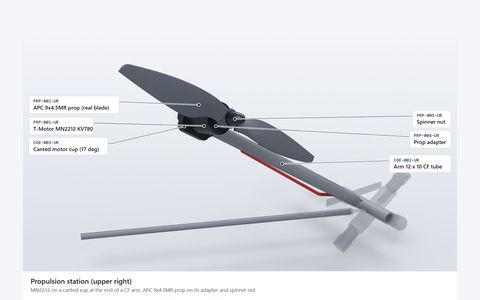 PRP-002-UR
APC 9x4.5MR prop (real blade)
PRP-001-UR
T-Motor MN2212 KV780
CGE-003-UR
Canted motor cup (17 deg)
PRP-005-UR
Spinner nut
PRP-004-UR
Prop adapter
CGE-002-UR
Arm 12 x 10 CF tube
Propulsion station (upper right)
MN2212 on a canted cup at the end of a CF arm, APC 9x4.5MR prop on its adapter and spinner nut